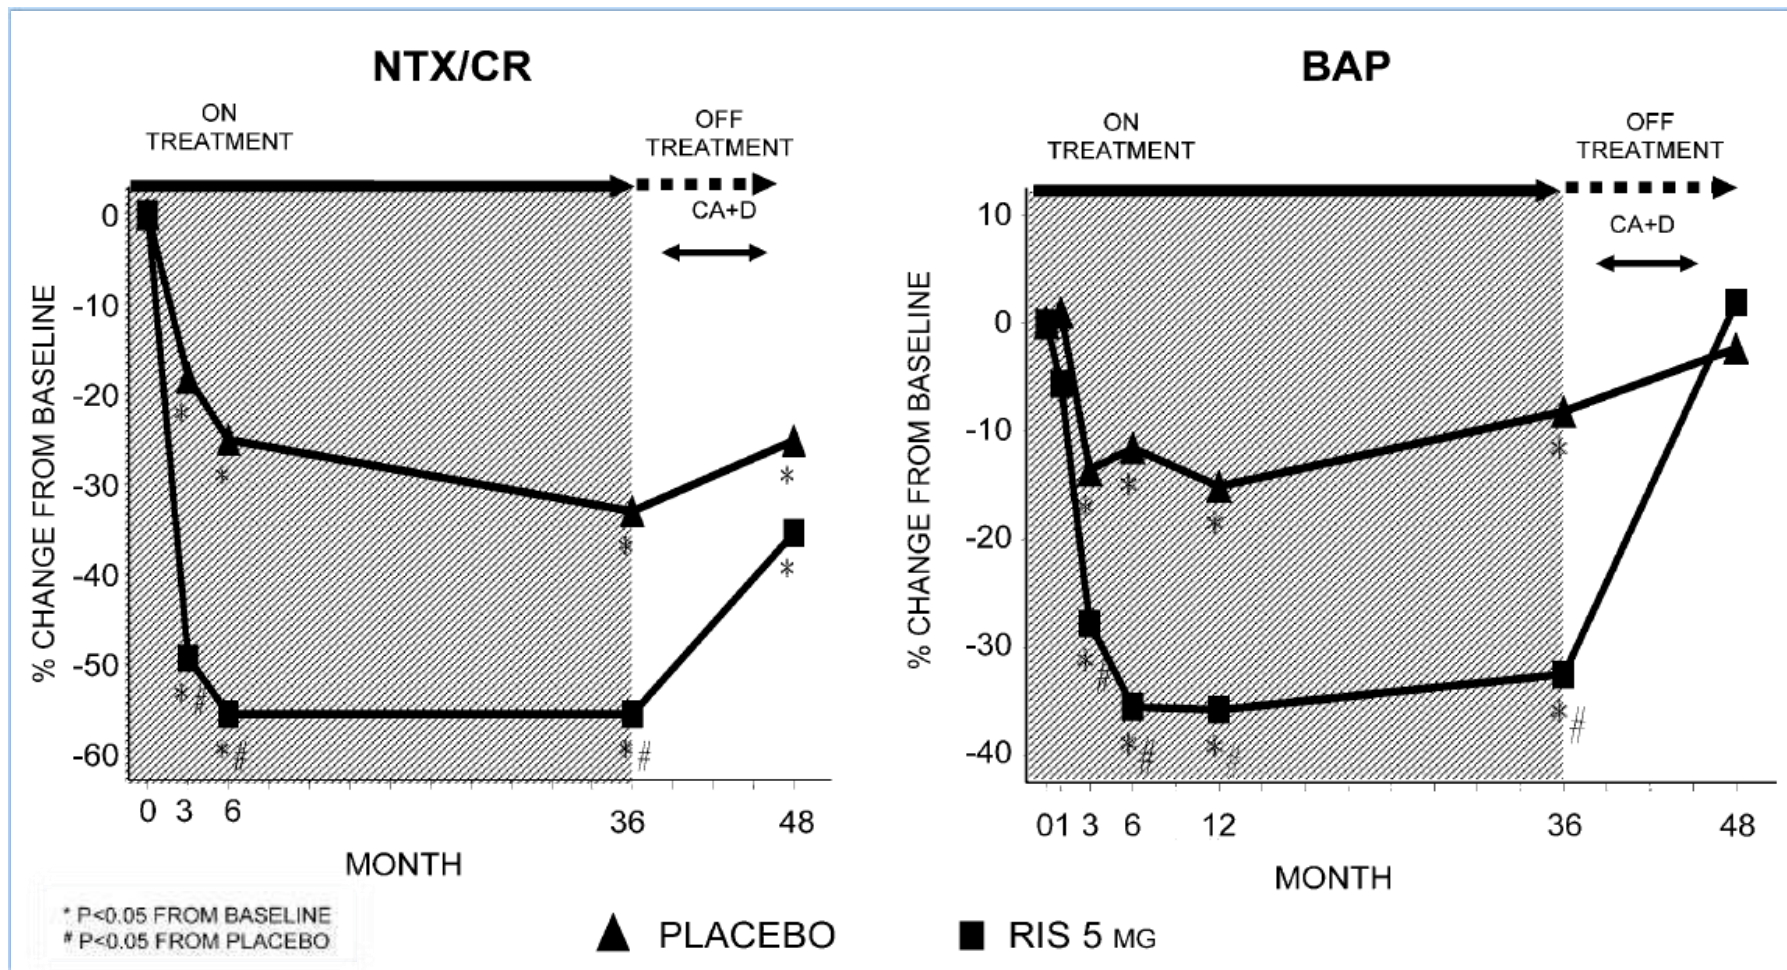 NTX/CR
ON
TREATMENT
OFF
TREATMENT
CA+D
% CHANGE FROM BASELINE
0
-10
-20
-30
-40
-50
-60
*
*
*
*
* #
* #
* #
*
0 3 6 36 48
MONTH
BAP
ON
TREATMENT
OFF
TREATMENT
CA+D
% CHANGE FROM BASELINE
10
0
-10
-20
-30
-40
*
*
*
*
* #
* #
* #
* #
0 1 3 6 12 36 48
MONTH
* P<0.05 FROM BASELINE
# P<0.05 FROM PLACEBO
PLACEBO
RIS 5 MG